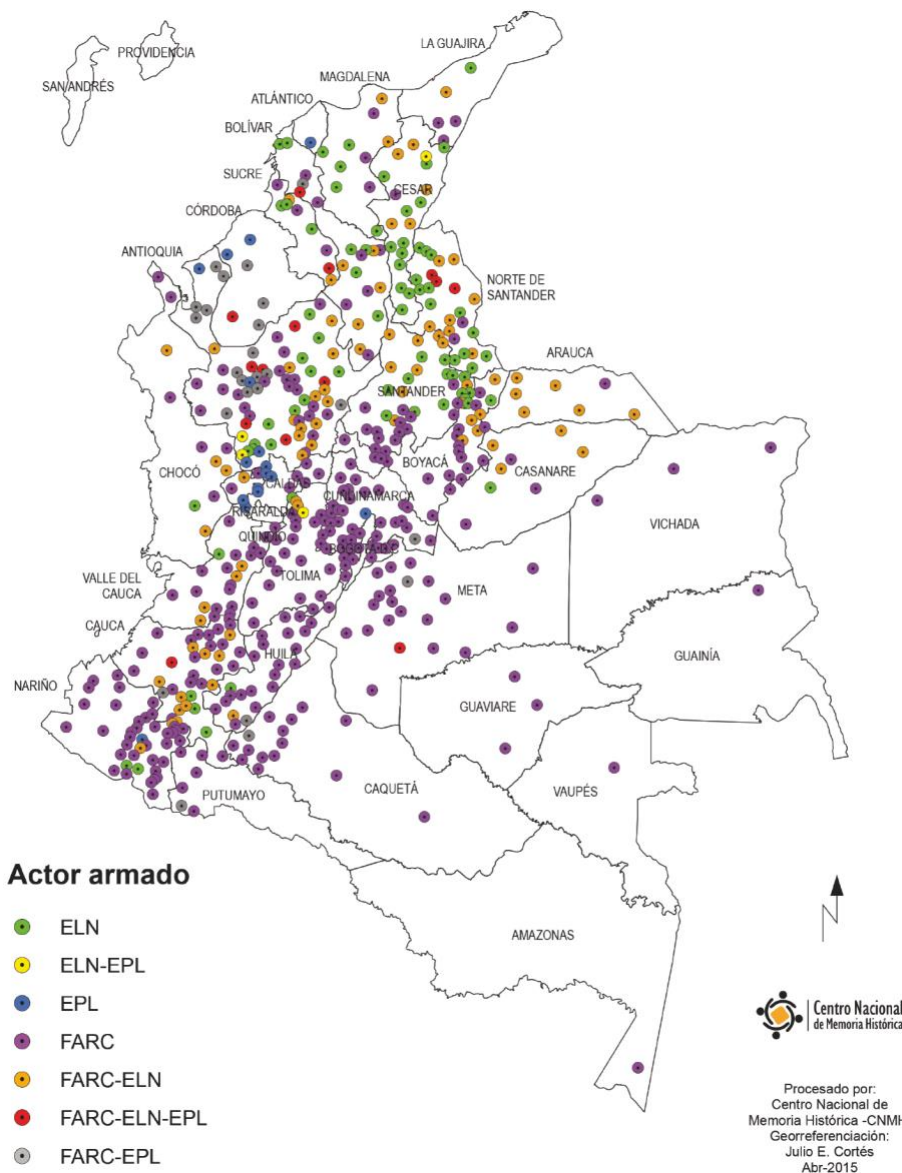 LA GUAJIRA
PROVIDENCIA
SAN ANDRÉS
MAGDALENA
ATLÁNTICO
BOLÍVAR
SUCRE
CESAR
CÓRDOBA
ANTIOQUIA
NORTE DE
SANTANDER
ARAUCA
SANTANDER
CHOCÓ
BOYACÁ
CASANARE
CALDAS
CUNDINAMARCA
RISARALDA
VICHADA
QUINDÍO
BOGOTÁ D.C
TOLIMA
META
VALLE DEL
CAUCA
CAUCA
HUILA
GUAINÍA
NARIÑO
GUAVIARE
PUTUMAYO
CAQUETÁ
VAUPÉS
AMAZONAS
Actor armado
ELN
ELN-EPL
EPL
FARC
FARC-ELN
FARC-ELN-EPL
FARC-EPL
Centro Nacional
de Memoria Histórica
Procesado por:
Centro Nacional de
Memoria Histórica -CNMH
Georreferenciación:
Julio E. Cortés
Abr-2015